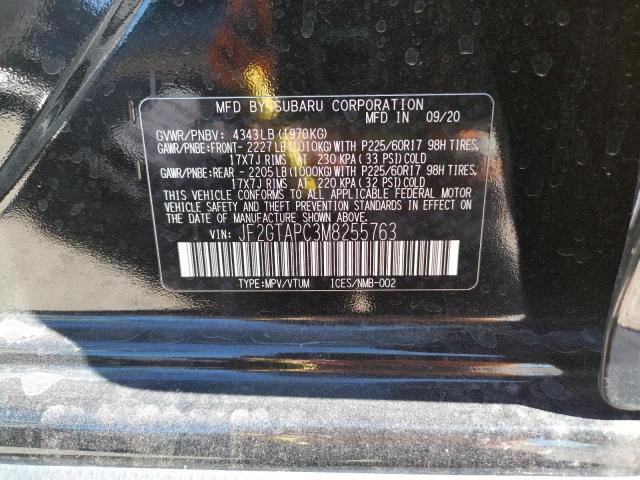 MFD BY SUBARU CORPORATION
MFD IN 09/20
GVWR/PNBV: 4343LB(1970KG)
GAWR/PNBE:FRONT- 2227LB(1010KG)WITH P225/60R17 98H TIRES,
17X7J RIMS AT 230 KPA(33 PSI)COLD
GAWR/PNBE:REAR - 2205LB(1000KG)WITH P225/60R17 98H TIRES,
17X7J RIMS AT 220 KPA(32 PSI)COLD
THIS VEHICLE CONFORMS TO ALL APPLICABLE FEDERAL MOTOR
VEHICLE SAFETY,BUMPER,AND THEFT PREVENTION STANDARDS IN EFFECT
ON THE DATE OF MANUFACTURE SHOWN ABOVE.
VIN: JF2GTAPC3M8255763
TYPE:MPV/VTUM ICES/NMB-002